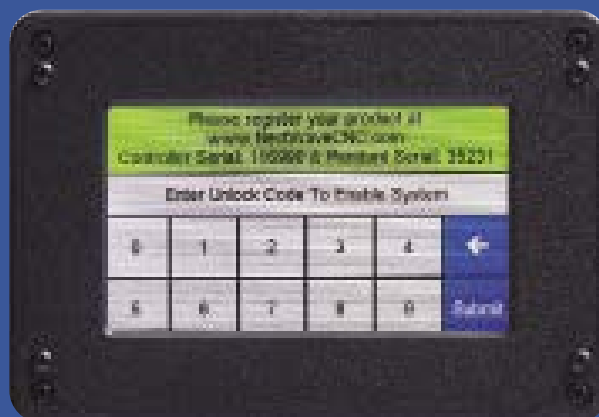 Please register your product at
www.NextWaveCNC.com
Controller Serial: & Pendant Serial:
Enter Unlock Code To Enable System
0 1 2 3 4
5 6 7 8 9 Submit